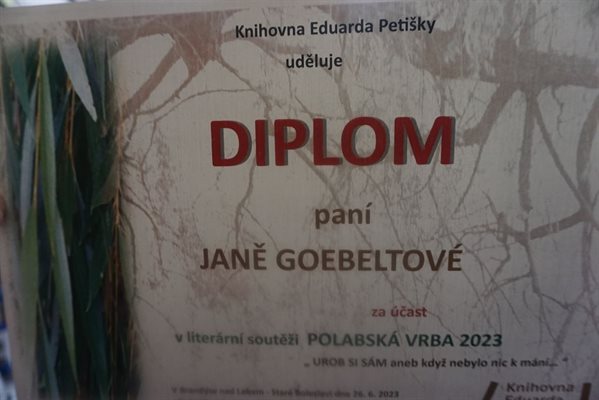 Knihovna Eduarda Petišky
uděluje
DIPLOM
paní
JANĚ GOEBELTOVÉ
za účast
v literární soutěži POLABSKÁ VRBA 2023
„ UROB SI SÁM aneb když nebylo nic k mání... "
V Brandýse nad Labem - Staré Boleslavi dne 26. 6. 2023
Knihovna
Eduarda